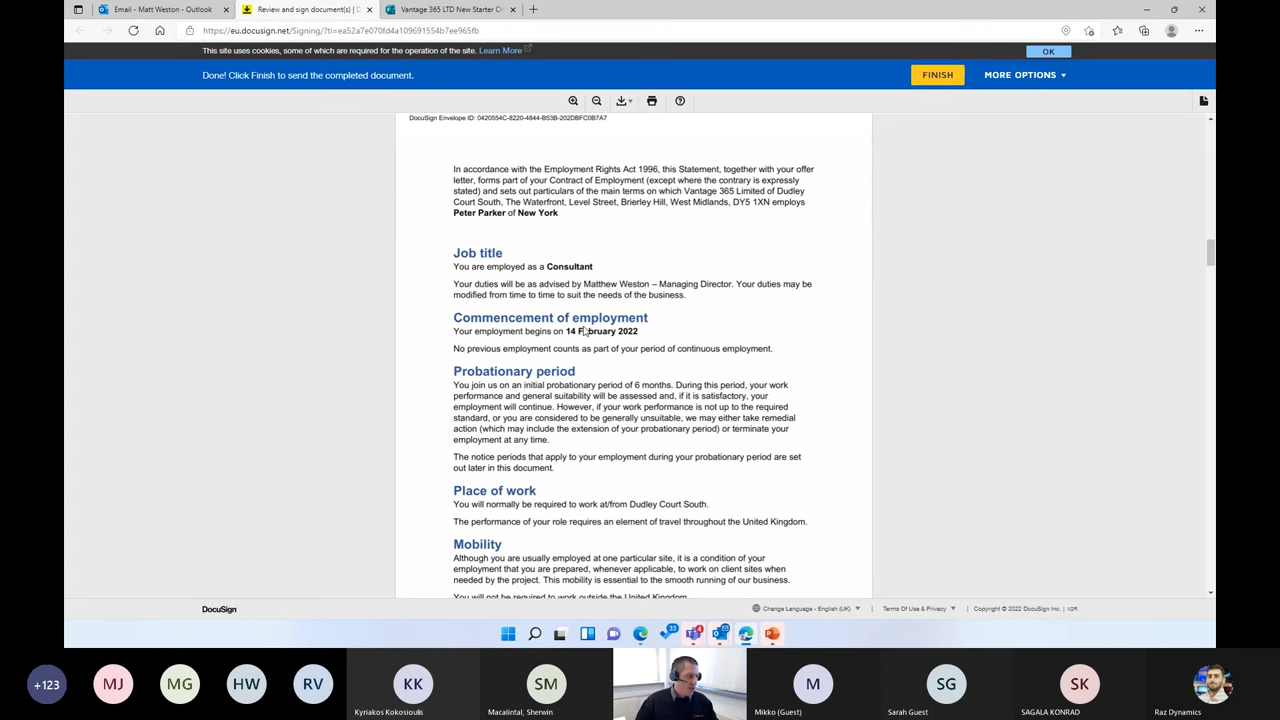 Email - Matt Weston - Outlook
Review and sign document(s) | D
Vantage 365 LTD New Starter On
https://eu.docusign.net/Signing/?ti=ea52a7e070fd4a109691554b7ee965fb
This site uses cookies, some of which are required for the operation of the site. Learn More
OK
Done! Click Finish to send the completed document.
FINISH
MORE OPTIONS
DocuSign Envelope ID: 0420554C-8220-4844-B53B-202DBFC0B7A7
In accordance with the Employment Rights Act 1996, this Statement, together with your offer
letter, forms part of your Contract of Employment (except where the contrary is expressly
stated) and sets out particulars of the main terms on which Vantage 365 Limited of Dudley
Court South, The Waterfront, Level Street, Brierley Hill, West Midlands, DY5 1XN employs
Peter Parker of New York
Job title
You are employed as a Consultant
Your duties will be as advised by Matthew Weston – Managing Director. Your duties may be
modified from time to time to suit the needs of the business.
Commencement of employment
Your employment begins on 14 February 2022
No previous employment counts as part of your period of continuous employment.
Probationary period
You join us on an initial probationary period of 6 months. During this period, your work
performance and general suitability will be assessed and, if it is satisfactory, your
employment will continue. However, if your work performance is not up to the required
standard, or you are considered to be generally unsuitable, we may either take remedial
action (which may include the extension of your probationary period) or terminate your
employment at any time.
The notice periods that apply to your employment during your probationary period are set
out later in this document.
Place of work
You will normally be required to work at/from Dudley Court South.
The performance of your role requires an element of travel throughout the United Kingdom.
Mobility
Although you are usually employed at one particular site, it is a condition of your
employment that you are prepared, whenever applicable, to work on client sites when
needed by the project. This mobility is essential to the smooth running of our business.
You will not be required to work outside the United Kingdom
DocuSign
Change Language - English (UK)
Terms Of Use & Privacy
Copyright © 2022 DocuSign Inc. | V2R
33
4
+123
MJ
MG
HW
RV
KK
Kyriakos Kokosioulis
SM
Macalintal, Sherwin
M
Mikko (Guest)
SG
Sarah Guest
SK
SAGALA KONRAD
Raz Dynamics